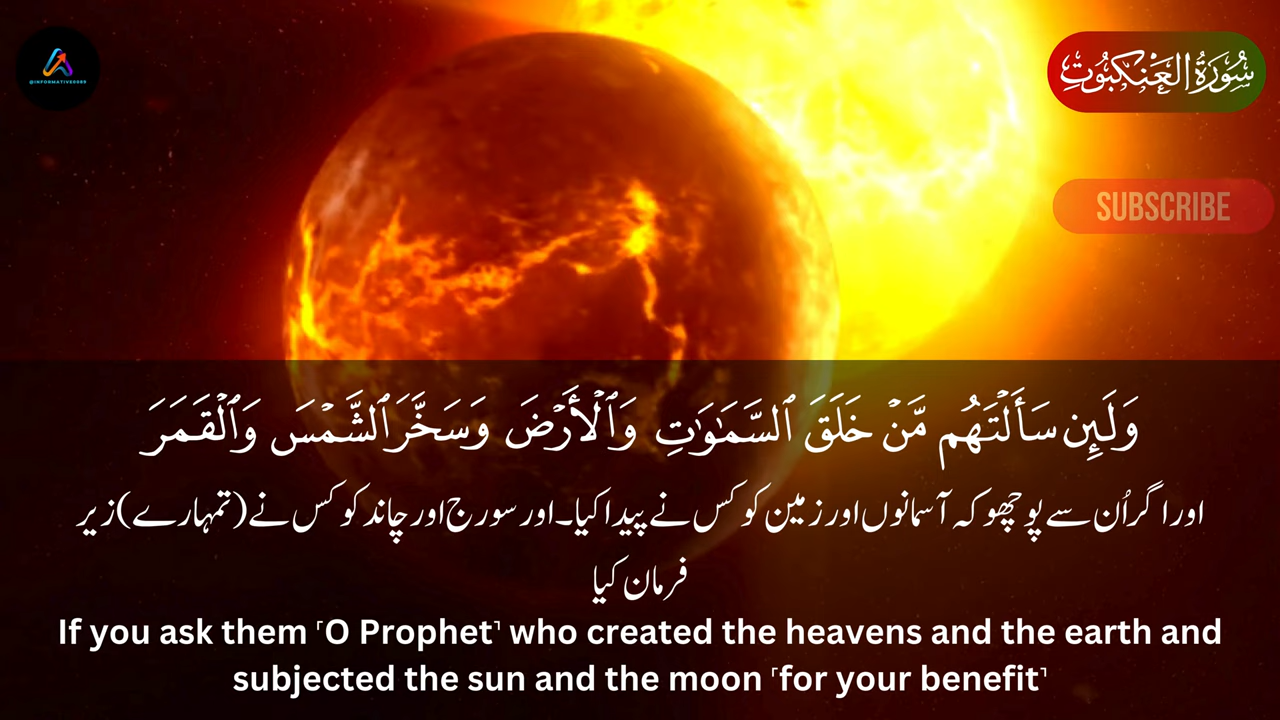 @INFORMATIVE0089
سُورَةُ الْعَنكَبُوتِ
SUBSCRIBE
وَلَئِن سَأَلْتَهُم مَّنْ خَلَقَ ٱلسَّمَـٰوَٰتِ وَٱلْأَرْضَ وَسَخَّرَ ٱلشَّمْسَ وَٱلْقَمَرَ
اور اگر اُن سے پوچھو کہ آسمانوں اور زمین کو کس نے پیدا کیا۔ اور سورج اور چاند کو کس نے (تمہارے) زیر
فرمان کیا
If you ask them ˹O Prophet˺ who created the heavens and the earth and
subjected the sun and the moon ˹for your benefit˺